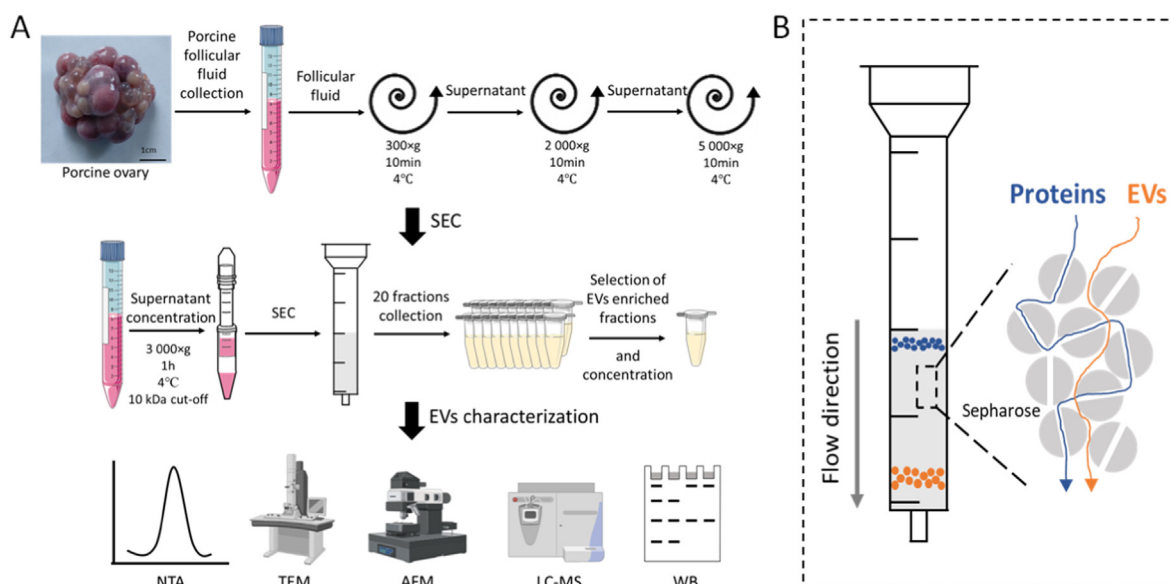 A
Porcine
follicular
fluid
collection
1cm
Porcine ovary
Follicular
fluid
300×g
10min
4℃
Supernatant
2 000×g
10min
4℃
Supernatant
5 000×g
10min
4℃
SEC
Supernatant
concentration
3 000×g
1h
4℃
10 kDa cut-off
SEC
20 fractions
collection
Selection of
EVs enriched
fractions
and
concentration
EVs characterization
NTA
TEM
AFM
LC-MS
WB
B
Flow direction
Sepharose
Proteins
EVs